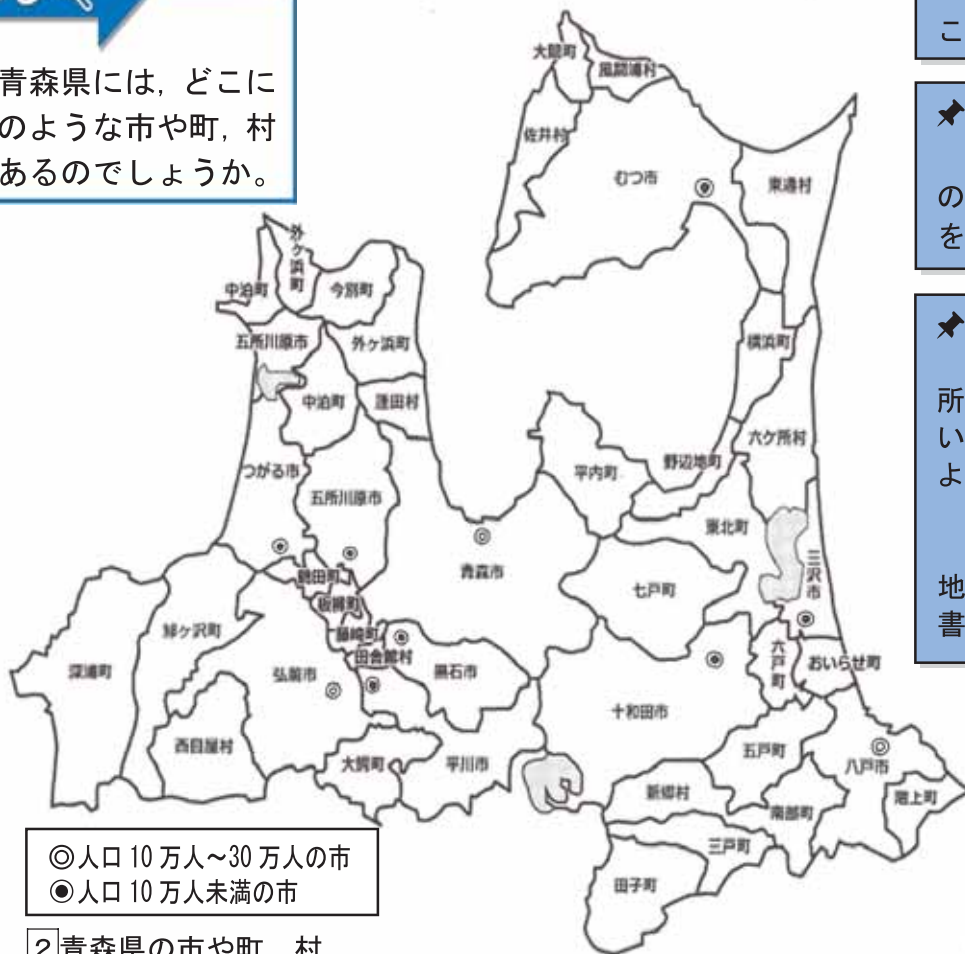 青森県には，どこに
のような市や町，村
あるのでしょうか。
こ
の
を
所
い
よ
地
書
大間町
風間浦村
佐井村
むつ市
東通村
外ヶ浜町
中泊町
今別町
五所川原市
外ヶ浜町
横浜町
中泊町
蓬田村
六ケ所村
つがる市
五所川原市
平内町
野辺地町
東北町
青森市
七戸町
三沢市
鶴田町
板柳町
鰺ヶ沢町
藤崎町
田舎館村
黒石市
六戸町
おいらせ町
深浦町
弘前市
十和田市
西目屋村
大鰐町
平川市
五戸町
八戸市
新郷村
階上町
南部町
三戸町
田子町
◎人口10万人～30万人の市
◉人口10万人未満の市
2青森県の市や町，村